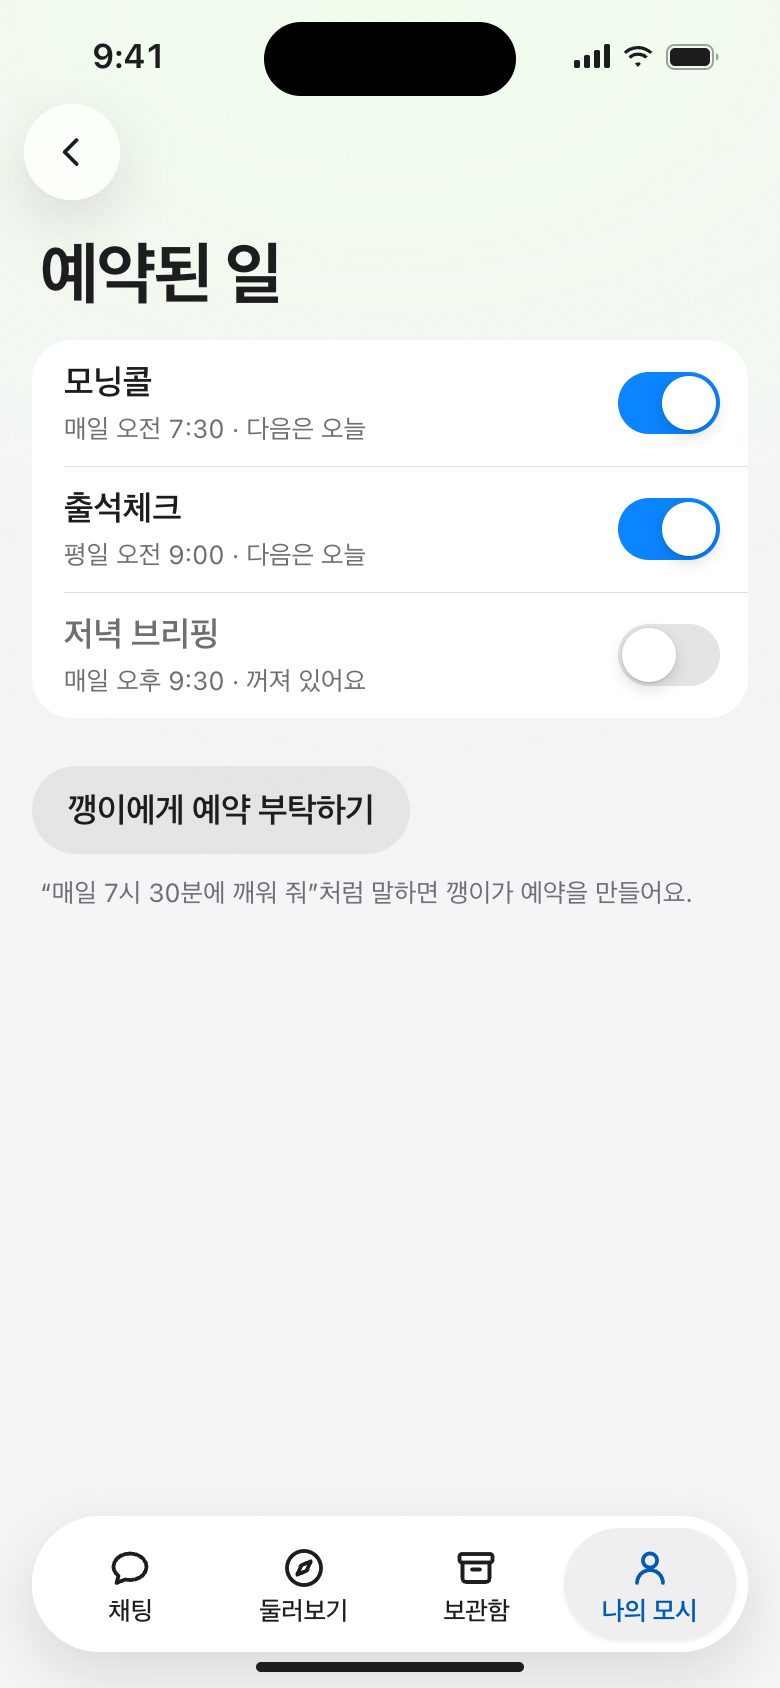 9:41
예약된 일
모닝콜
매일 오전 7:30 · 다음은 오늘
출석체크
평일 오전 9:00 · 다음은 오늘
저녁 브리핑
매일 오후 9:30 · 꺼져 있어요
깽이에게 예약 부탁하기
“매일 7시 30분에 깨워 줘”처럼 말하면 깽이가 예약을 만들어요.
채팅
둘러보기
보관함
나의 모시